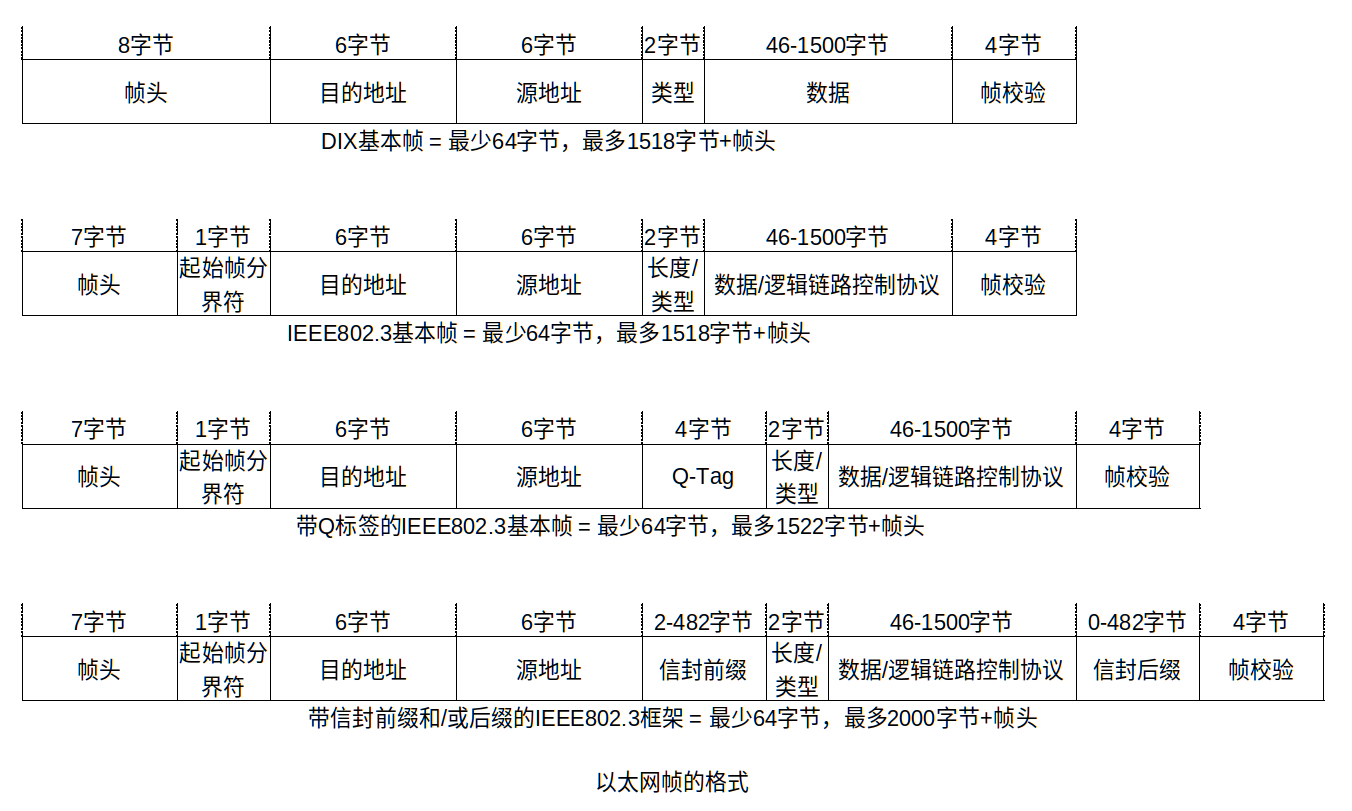 8字节 6字节 6字节 2字节 46-1500字节 4字节
帧头 目的地址 源地址 类型 数据 帧校验
DIX基本帧 = 最少64字节，最多1518字节+帧头
7字节 1字节 6字节 6字节 2字节 46-1500字节 4字节
帧头 起始帧分界符 目的地址 源地址 长度/类型 数据/逻辑链路控制协议 帧校验
IEEE802.3基本帧 = 最少64字节，最多1518字节+帧头
7字节 1字节 6字节 6字节 4字节 2字节 46-1500字节 4字节
帧头 起始帧分界符 目的地址 源地址 Q-Tag 长度/类型 数据/逻辑链路控制协议 帧校验
带Q标签的IEEE802.3基本帧 = 最少64字节，最多1522字节+帧头
7字节 1字节 6字节 6字节 2-482字节 2字节 46-1500字节 0-482字节 4字节
帧头 起始帧分界符 目的地址 源地址 信封前缀 长度/类型 数据/逻辑链路控制协议 信封后缀 帧校验
带信封前缀和/或后缀的IEEE802.3框架 = 最少64字节，最多2000字节+帧头
以太网帧的格式